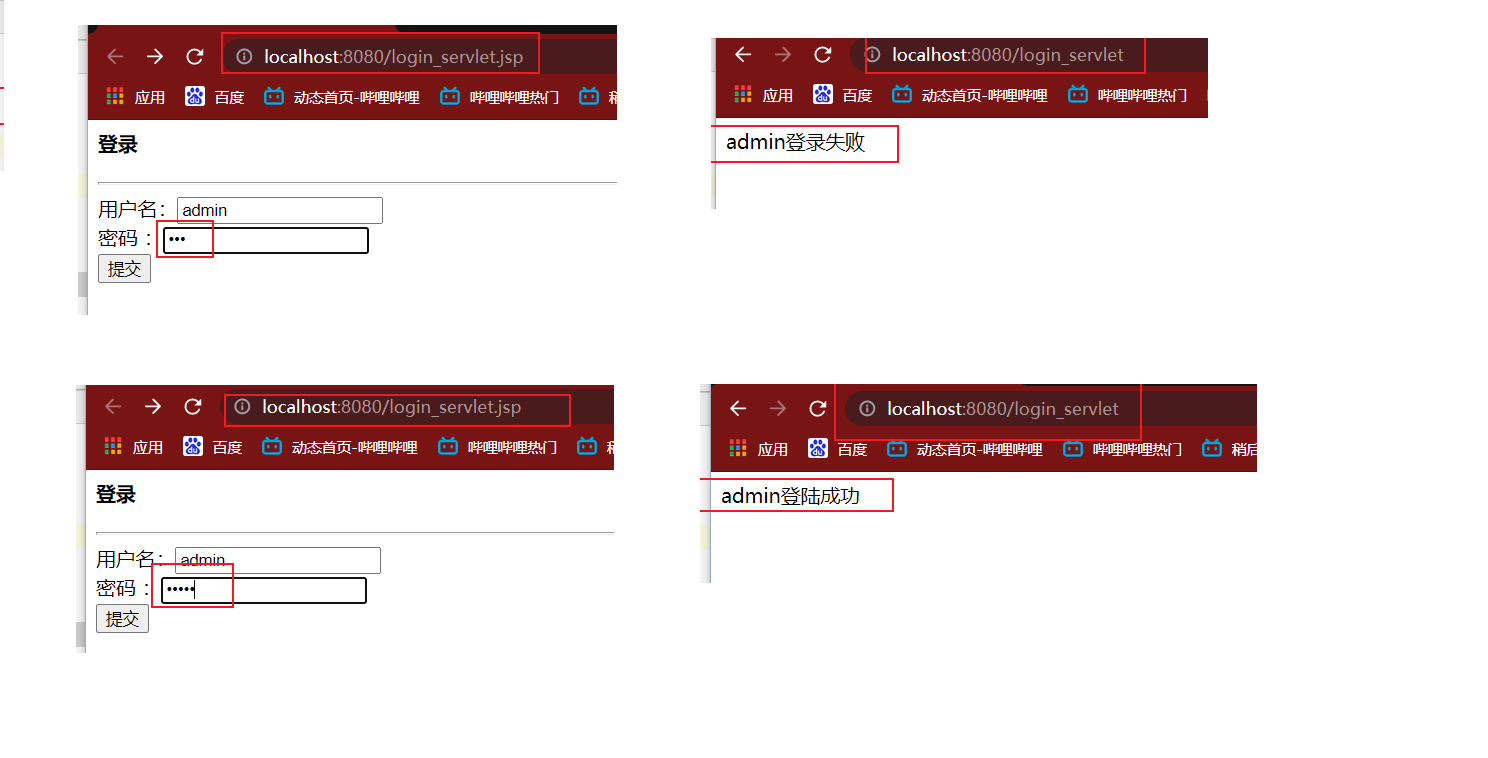 localhost:8080/login_servlet.jsp
应用 百度 动态首页-哔哩哔哩 哔哩哔哩热门
登录
用户名： admin
密码 ： •••
提交
localhost:8080/login_servlet
应用 百度 动态首页-哔哩哔哩 哔哩哔哩热门
admin登录失败
localhost:8080/login_servlet.jsp
应用 百度 动态首页-哔哩哔哩 哔哩哔哩热门
登录
用户名： admin
密码 ： •••••
提交
localhost:8080/login_servlet
应用 百度 动态首页-哔哩哔哩 哔哩哔哩热门 稍后
admin登陆成功